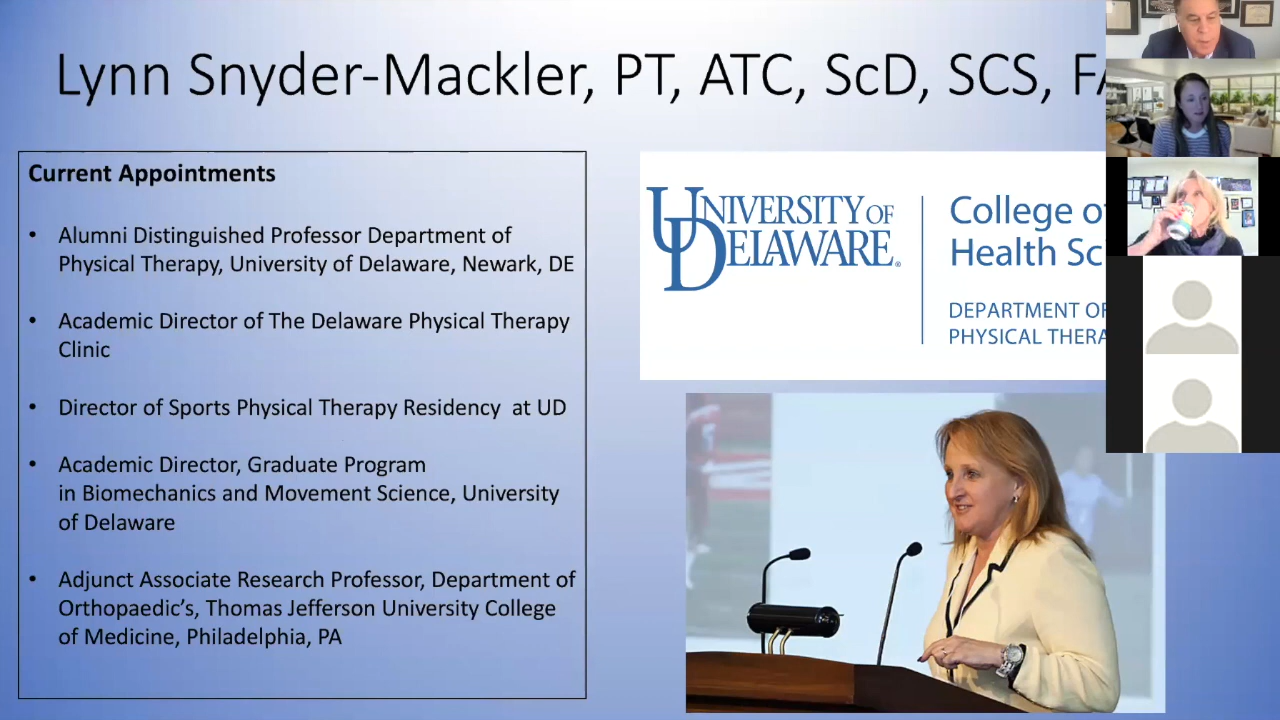 Lynn Snyder-Mackler, PT, ATC, ScD, SCS, FA
Current Appointments
• Alumni Distinguished Professor Department of
Physical Therapy, University of Delaware, Newark, DE
• Academic Director of The Delaware Physical Therapy
Clinic
• Director of Sports Physical Therapy Residency at UD
• Academic Director, Graduate Program
in Biomechanics and Movement Science, University
of Delaware
• Adjunct Associate Research Professor, Department of
Orthopaedic’s, Thomas Jefferson University College
of Medicine, Philadelphia, PA
UNIVERSITY OF
DELAWARE
College of
Health Sc
DEPARTMENT OF
PHYSICAL THERA